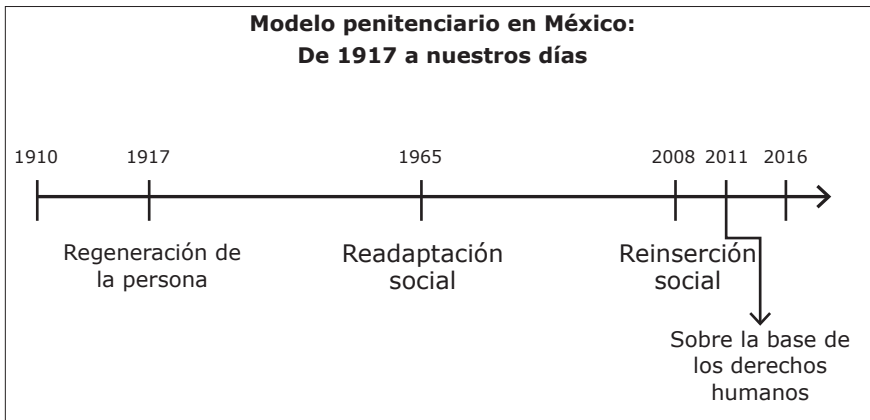 Modelo penitenciario en México:
De 1917 a nuestros días
1910 1917 1965 2008 2011 2016
Regeneración de
la persona
Readaptación
social
Reinserción
social
Sobre la base de
los derechos
humanos